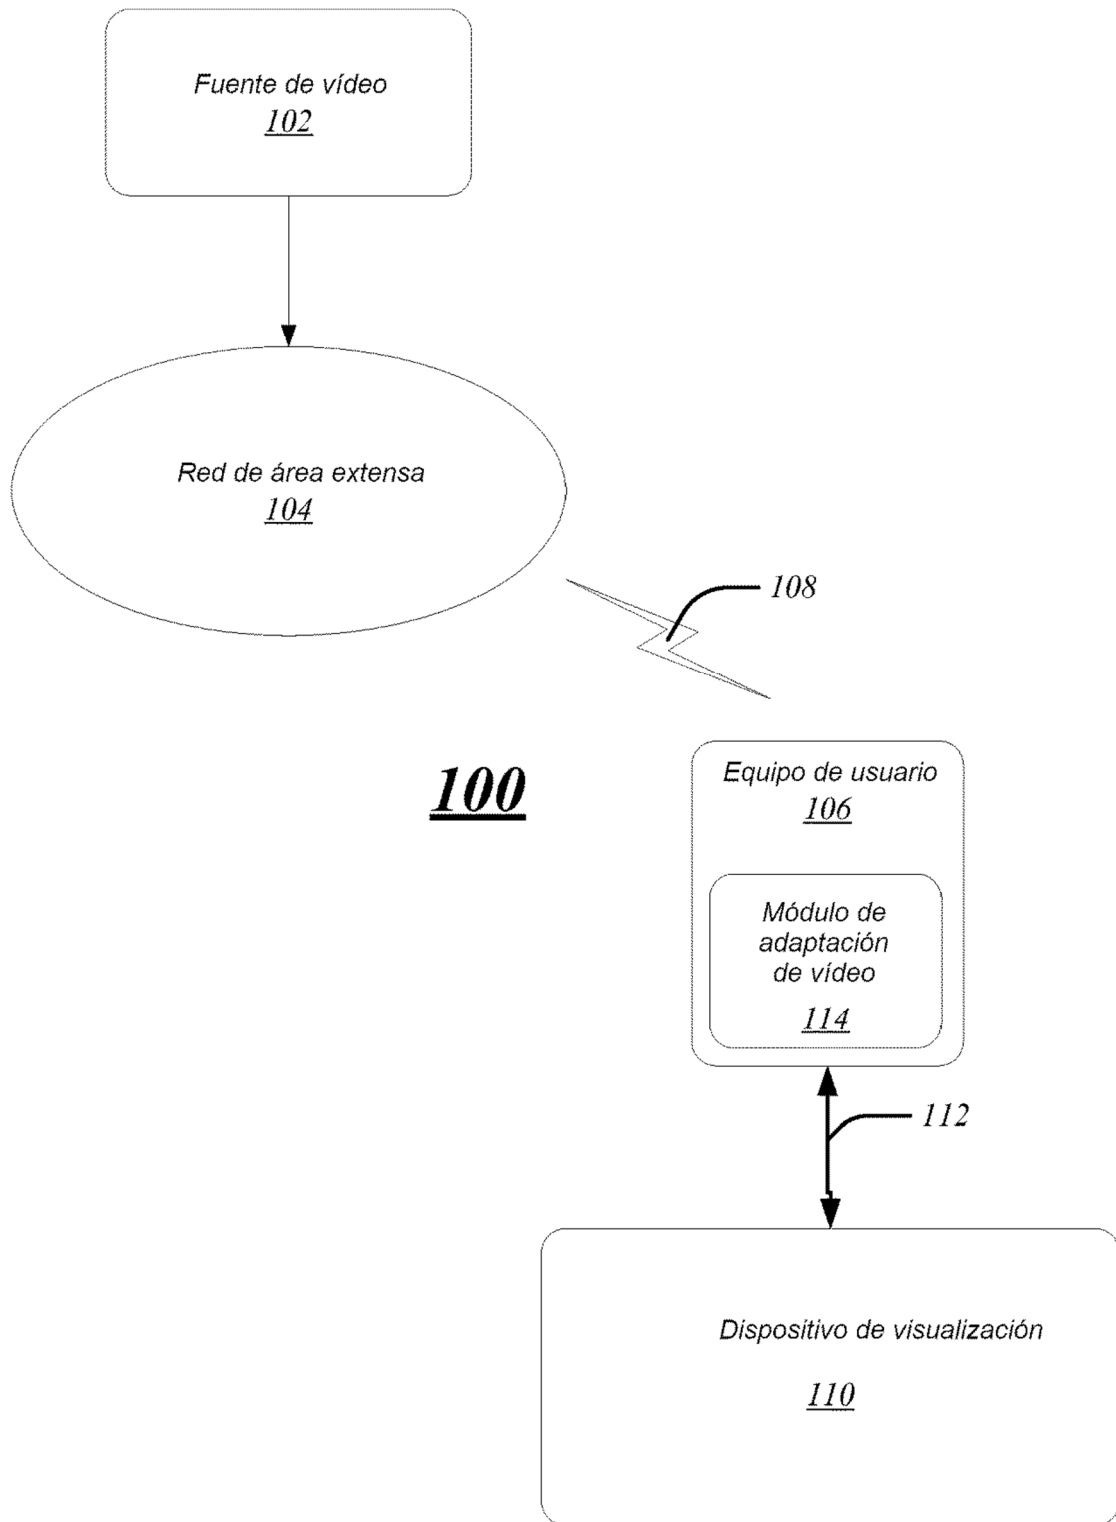 Fuente de vídeo
102
Red de área extensa
104
108
100
Equipo de usuario
106
Módulo de
adaptación
de vídeo
114
112
Dispositivo de visualización
110